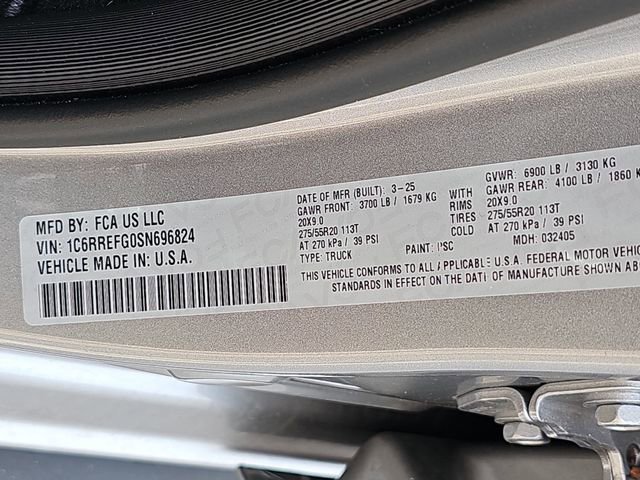 MFD BY: FCA US LLC
VIN: 1C6RREFG0SN696824
VEHICLE MADE IN: U.S.A.
DATE OF MFR (BUILT): 3-25
GAWR FRONT: 3700 LB / 1679 KG
20X9.0
275/55R20 113T
AT 270 kPa / 39 PSI
TYPE: TRUCK
WITH
RIMS
TIRES
COLD
PAINT: PSC
GVWR: 6900 LB / 3130 KG
GAWR REAR: 4100 LB / 1860 K
20X9.0
275/55R20 113T
AT 270 kPa / 39 PSI
MDH: 032405
THIS VEHICLE CONFORMS TO ALL APPLICABLE U.S.A. FEDERAL MOTOR VEHIC
STANDARDS IN EFFECT ON THE DATE OF MANUFACTURE SHOWN ABO